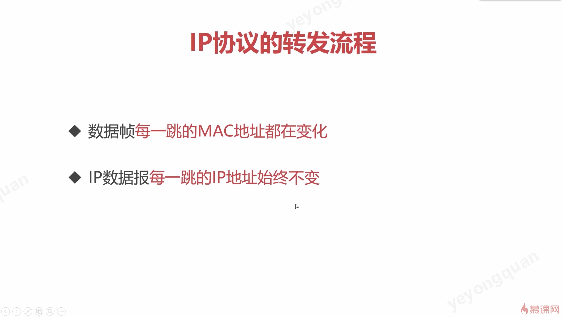 yeyongquan
IP协议的转发流程
◆ 数据帧每一跳的MAC地址都在变化
◆ IP数据报每一跳的IP地址始终不变
yeyongquan
慕课网